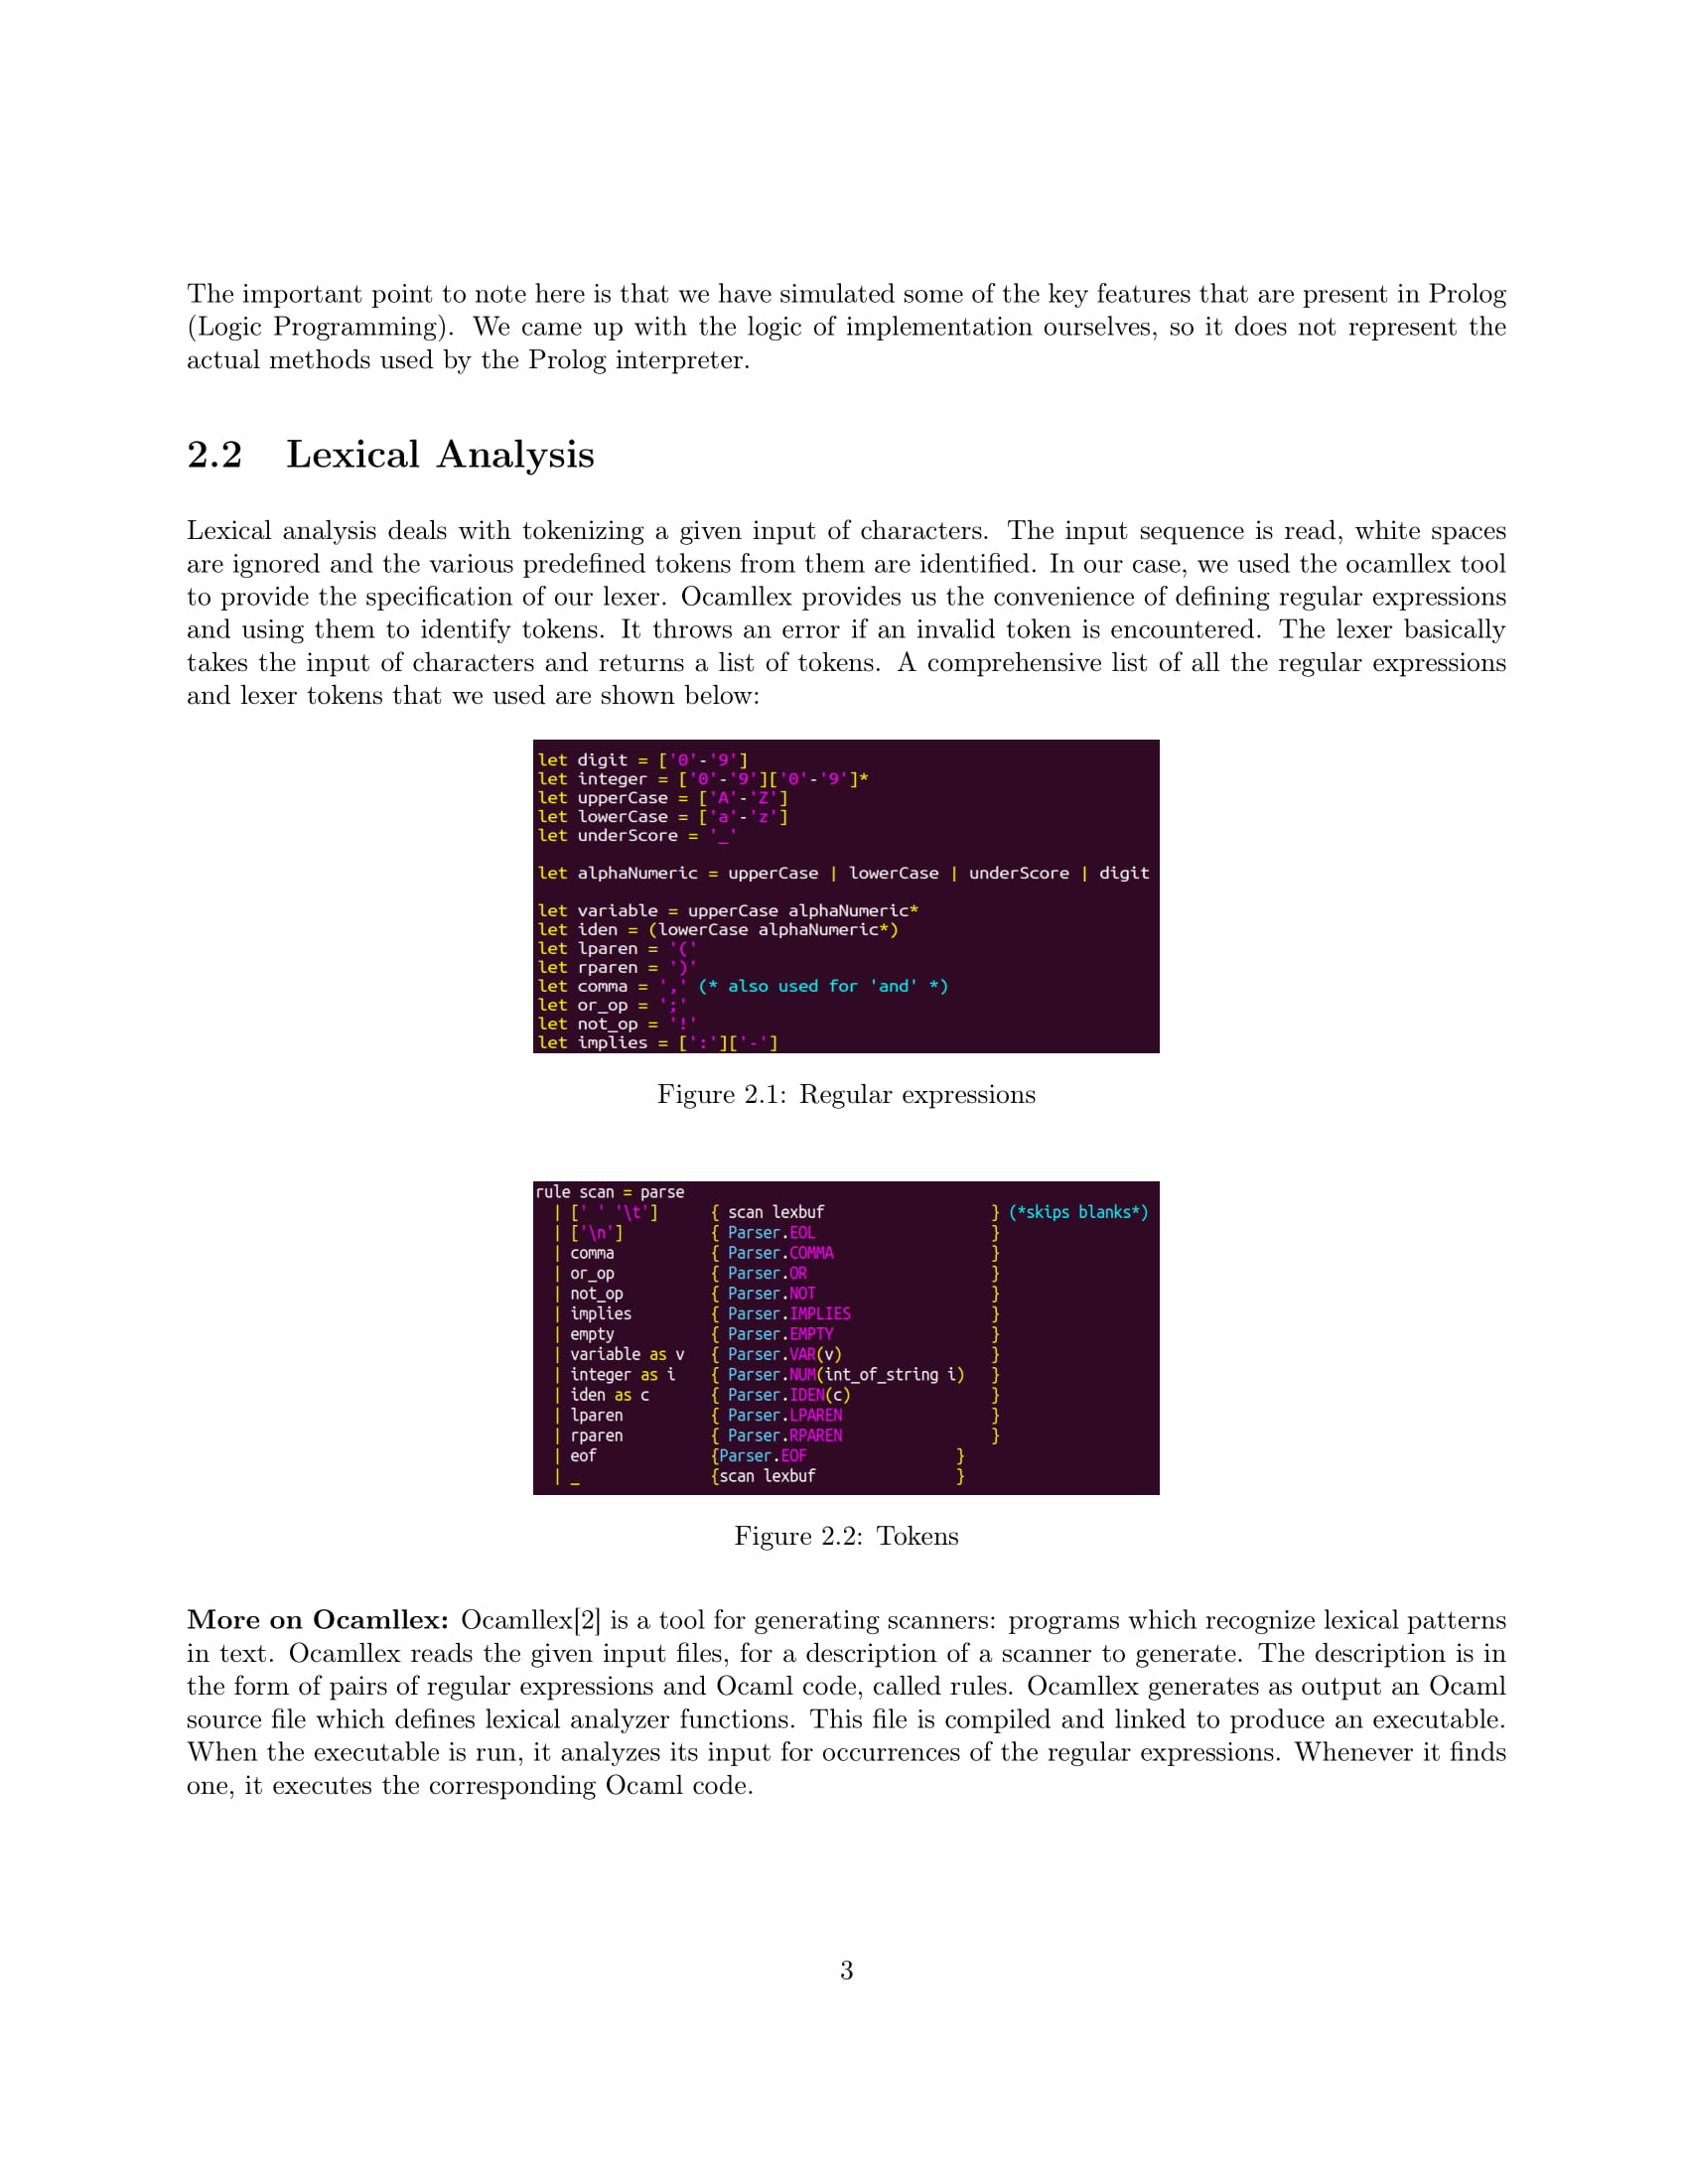 The important point to note here is that we have simulated some of the key features that are present in Prolog
(Logic Programming). We came up with the logic of implementation ourselves, so it does not represent the
actual methods used by the Prolog interpreter.
2.2 Lexical Analysis
Lexical analysis deals with tokenizing a given input of characters. The input sequence is read, white spaces
are ignored and the various predefined tokens from them are identified. In our case, we used the ocamllex tool
to provide the specification of our lexer. Ocamllex provides us the convenience of defining regular expressions
and using them to identify tokens. It throws an error if an invalid token is encountered. The lexer basically
takes the input of characters and returns a list of tokens. A comprehensive list of all the regular expressions
and lexer tokens that we used are shown below:
let digit = ['0'-'9']
let integer = ['0'-'9']['0'-'9']*
let upperCase = ['A'-'Z']
let lowerCase = ['a'-'z']
let underScore = '_'
let alphaNumeric = upperCase | lowerCase | underScore | digit
let variable = upperCase alphaNumeric*
let iden = (lowerCase alphaNumeric*)
let lparen = '('
let rparen = ')'
let comma = ',' (* also used for 'and' *)
let or_op = ';'
let not_op = '!'
let implies = [':']['-']
Figure 2.1: Regular expressions
rule scan = parse
| [' ' '\t'] { scan lexbuf } (*skips blanks*)
| ['\n'] { Parser.EOL }
| comma { Parser.COMMA }
| or_op { Parser.OR }
| not_op { Parser.NOT }
| implies { Parser.IMPLIES }
| empty { Parser.EMPTY }
| variable as v { Parser.VAR(v) }
| integer as i { Parser.NUM(int_of_string i) }
| iden as c { Parser.IDEN(c) }
| lparen { Parser.LPAREN }
| rparen { Parser.RPAREN }
| eof {Parser.EOF }
| _ {scan lexbuf }
Figure 2.2: Tokens
More on Ocamllex: Ocamllex[2] is a tool for generating scanners: programs which recognize lexical patterns
in text. Ocamllex reads the given input files, for a description of a scanner to generate. The description is in
the form of pairs of regular expressions and Ocaml code, called rules. Ocamllex generates as output an Ocaml
source file which defines lexical analyzer functions. This file is compiled and linked to produce an executable.
When the executable is run, it analyzes its input for occurrences of the regular expressions. Whenever it finds
one, it executes the corresponding Ocaml code.
3